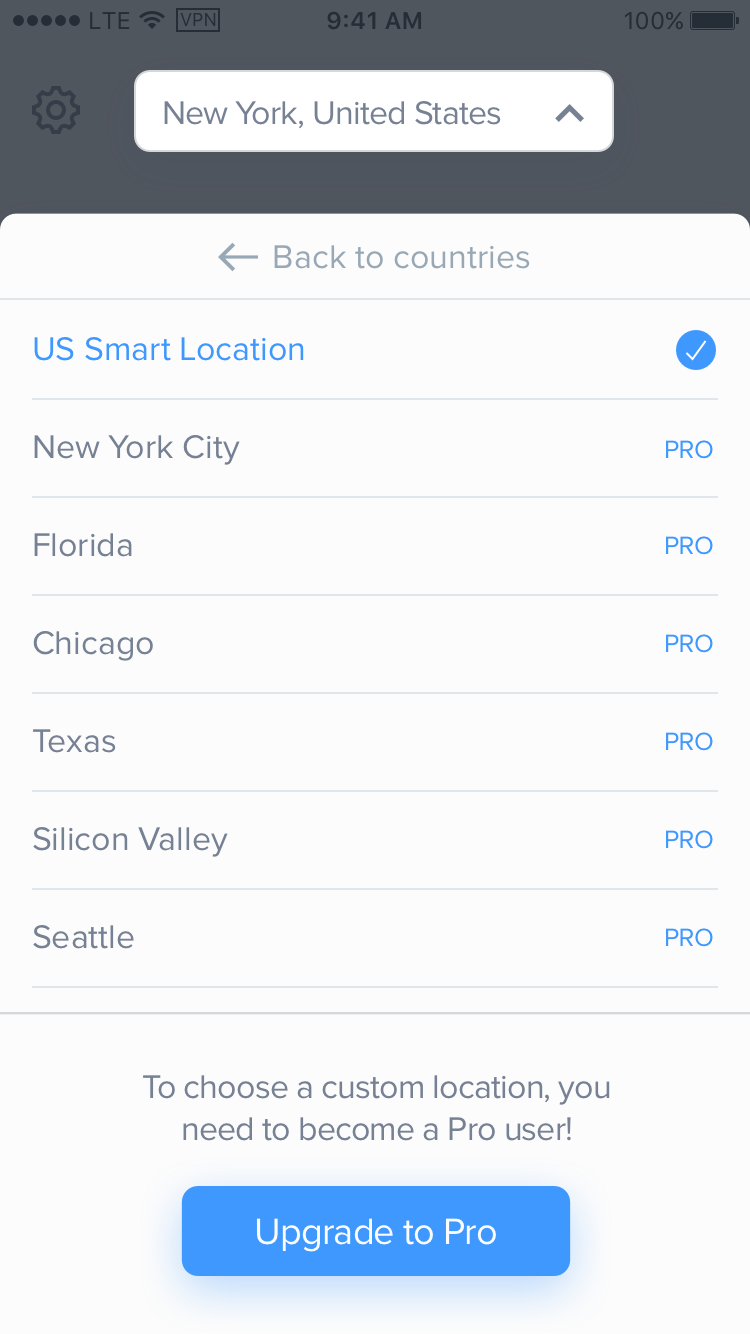 LTE VPN 9:41 AM 100%
New York, United States
Back to countries
US Smart Location
New York City PRO
Florida PRO
Chicago PRO
Texas PRO
Silicon Valley PRO
Seattle PRO
To choose a custom location, you
need to become a Pro user!
Upgrade to Pro